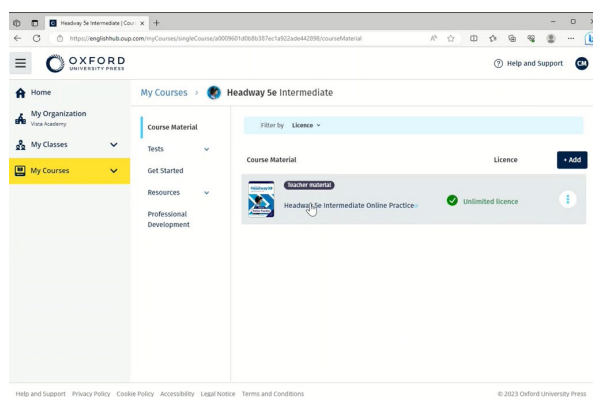 Headway 5e Intermediate | Cou
https://englishhub.oup.com/myCourses/singleCourse/a0009601d0b8b387ec1a922ade442898/courseMaterial
OXFORD
UNIVERSITY PRESS
Help and Support
CM
Home
My Organization
Vista Academy
My Classes
My Courses
My Courses > Headway 5e Intermediate
Course Material
Tests
Get Started
Resources
Professional
Development
Filter by Licence
Course Material Licence + Add
Teacher material
Headway 5e Intermediate Online Practice
Unlimited licence
Help and Support Privacy Policy Cookie Policy Accessibility Legal Notice Terms and Conditions © 2023 Oxford University Press